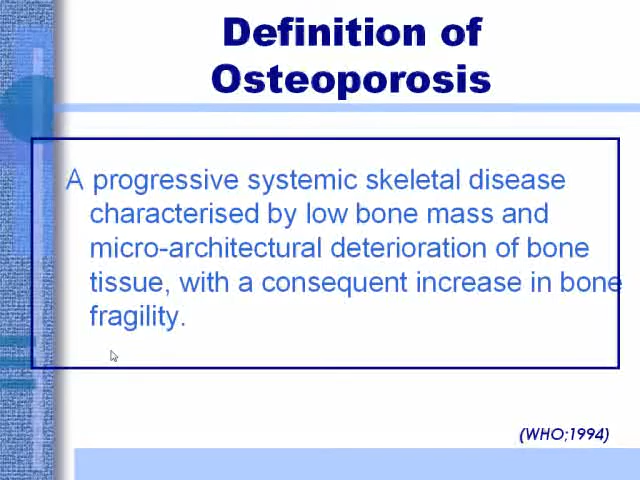 Definition of
Osteoporosis
A progressive systemic skeletal disease
characterised by low bone mass and
micro-architectural deterioration of bone
tissue, with a consequent increase in bone
fragility.
(WHO;1994)